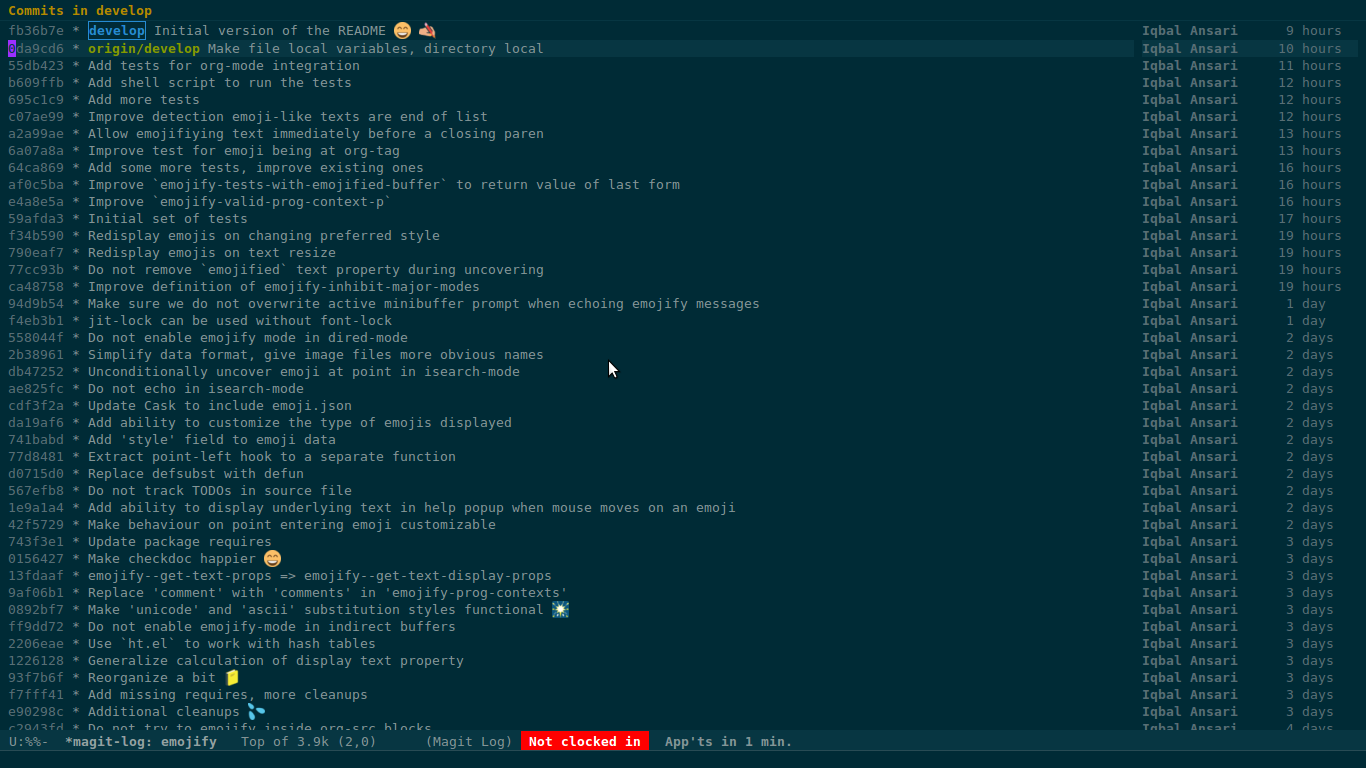 Commits in develop
fb36b7e * develop Initial version of the README 😄 💅 Iqbal Ansari 9 hours
0da9cd6 * origin/develop Make file local variables, directory local Iqbal Ansari 10 hours
55db423 * Add tests for org-mode integration Iqbal Ansari 11 hours
b609ffb * Add shell script to run the tests Iqbal Ansari 12 hours
695c1c9 * Add more tests Iqbal Ansari 12 hours
c07ae99 * Improve detection emoji-like texts are end of list Iqbal Ansari 12 hours
a2a99ae * Allow emojifiying text immediately before a closing paren Iqbal Ansari 13 hours
6a07a8a * Improve test for emoji being at org-tag Iqbal Ansari 13 hours
64ca869 * Add some more tests, improve existing ones Iqbal Ansari 16 hours
af0c5ba * Improve `emojify-tests-with-emojified-buffer` to return value of last form Iqbal Ansari 16 hours
e4a8e5a * Improve `emojify-valid-prog-context-p` Iqbal Ansari 16 hours
59afda3 * Initial set of tests Iqbal Ansari 17 hours
f34b590 * Redisplay emojis on changing preferred style Iqbal Ansari 19 hours
790eaf7 * Redisplay emojis on text resize Iqbal Ansari 19 hours
77cc93b * Do not remove `emojified` text property during uncovering Iqbal Ansari 19 hours
ca48758 * Improve definition of emojify-inhibit-major-modes Iqbal Ansari 19 hours
94d9b54 * Make sure we do not overwrite active minibuffer prompt when echoing emojify messages Iqbal Ansari 1 day
f4eb3b1 * jit-lock can be used without font-lock Iqbal Ansari 1 day
558044f * Do not enable emojify mode in dired-mode Iqbal Ansari 2 days
2b38961 * Simplify data format, give image files more obvious names Iqbal Ansari 2 days
db47252 * Unconditionally uncover emoji at point in isearch-mode Iqbal Ansari 2 days
ae825fc * Do not echo in isearch-mode Iqbal Ansari 2 days
cdf3f2a * Update Cask to include emoji.json Iqbal Ansari 2 days
da19af6 * Add ability to customize the type of emojis displayed Iqbal Ansari 2 days
741babd * Add 'style' field to emoji data Iqbal Ansari 2 days
77d8481 * Extract point-left hook to a separate function Iqbal Ansari 2 days
d0715d0 * Replace defsubst with defun Iqbal Ansari 2 days
567efb8 * Do not track TODOs in source file Iqbal Ansari 2 days
1e9a1a4 * Add ability to display underlying text in help popup when mouse moves on an emoji Iqbal Ansari 2 days
42f5729 * Make behaviour on point entering emoji customizable Iqbal Ansari 2 days
743f3e1 * Update package requires Iqbal Ansari 3 days
0156427 * Make checkdoc happier 😄 Iqbal Ansari 3 days
13fdaaf * emojify--get-text-props => emojify--get-text-display-props Iqbal Ansari 3 days
9af06b1 * Replace 'comment' with 'comments' in 'emojify-prog-contexts' Iqbal Ansari 3 days
0892bf7 * Make 'unicode' and 'ascii' substitution styles functional 🎆 Iqbal Ansari 3 days
ff9dd72 * Do not enable emojify-mode in indirect buffers Iqbal Ansari 3 days
2206eae * Use `ht.el` to work with hash tables Iqbal Ansari 3 days
1226128 * Generalize calculation of display text property Iqbal Ansari 3 days
93f7b6f * Reorganize a bit 📒 Iqbal Ansari 3 days
f7fff41 * Add missing requires, more cleanups Iqbal Ansari 3 days
e90298c * Additional cleanups 💦 Iqbal Ansari 3 days
c2943fd * Do not try to emojify inside org-src blocks Iqbal Ansari 4 days
U:%%- *magit-log: emojify Top of 3.9k (2,0) (Magit Log) Not clocked in App'ts in 1 min.